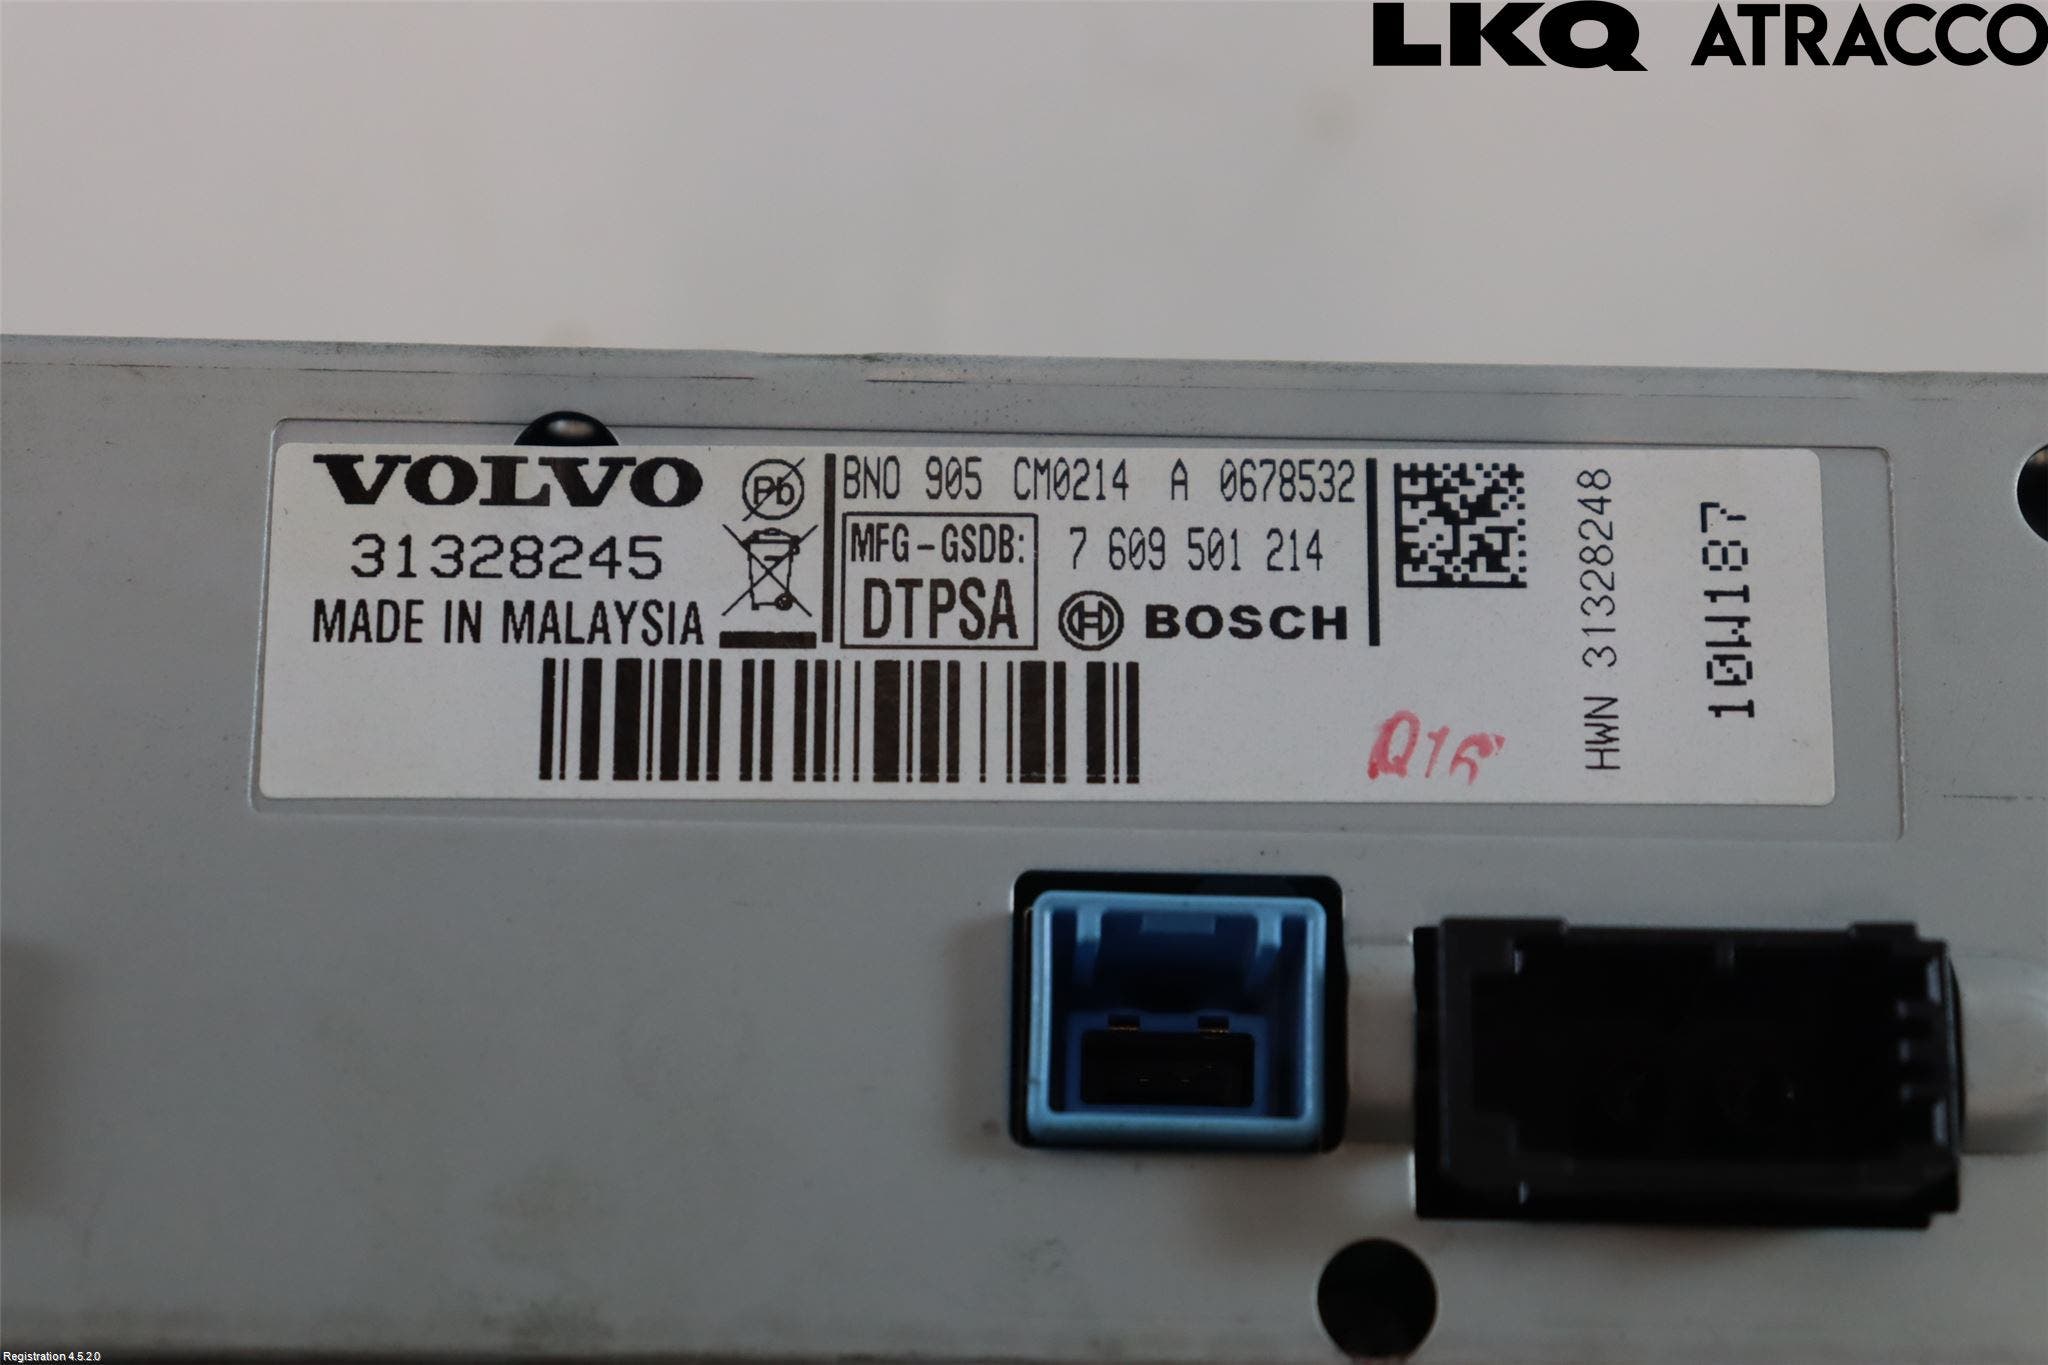 LKQ ATRACCO
VOLVO
31328245
MADE IN MALAYSIA
Pb
BNO 905 CM0214 A 0678532
MFG-GSDB:
DTPSA
7 609 501 214
BOSCH
HWN 31328248
10W187
Registration 4.5.2.0